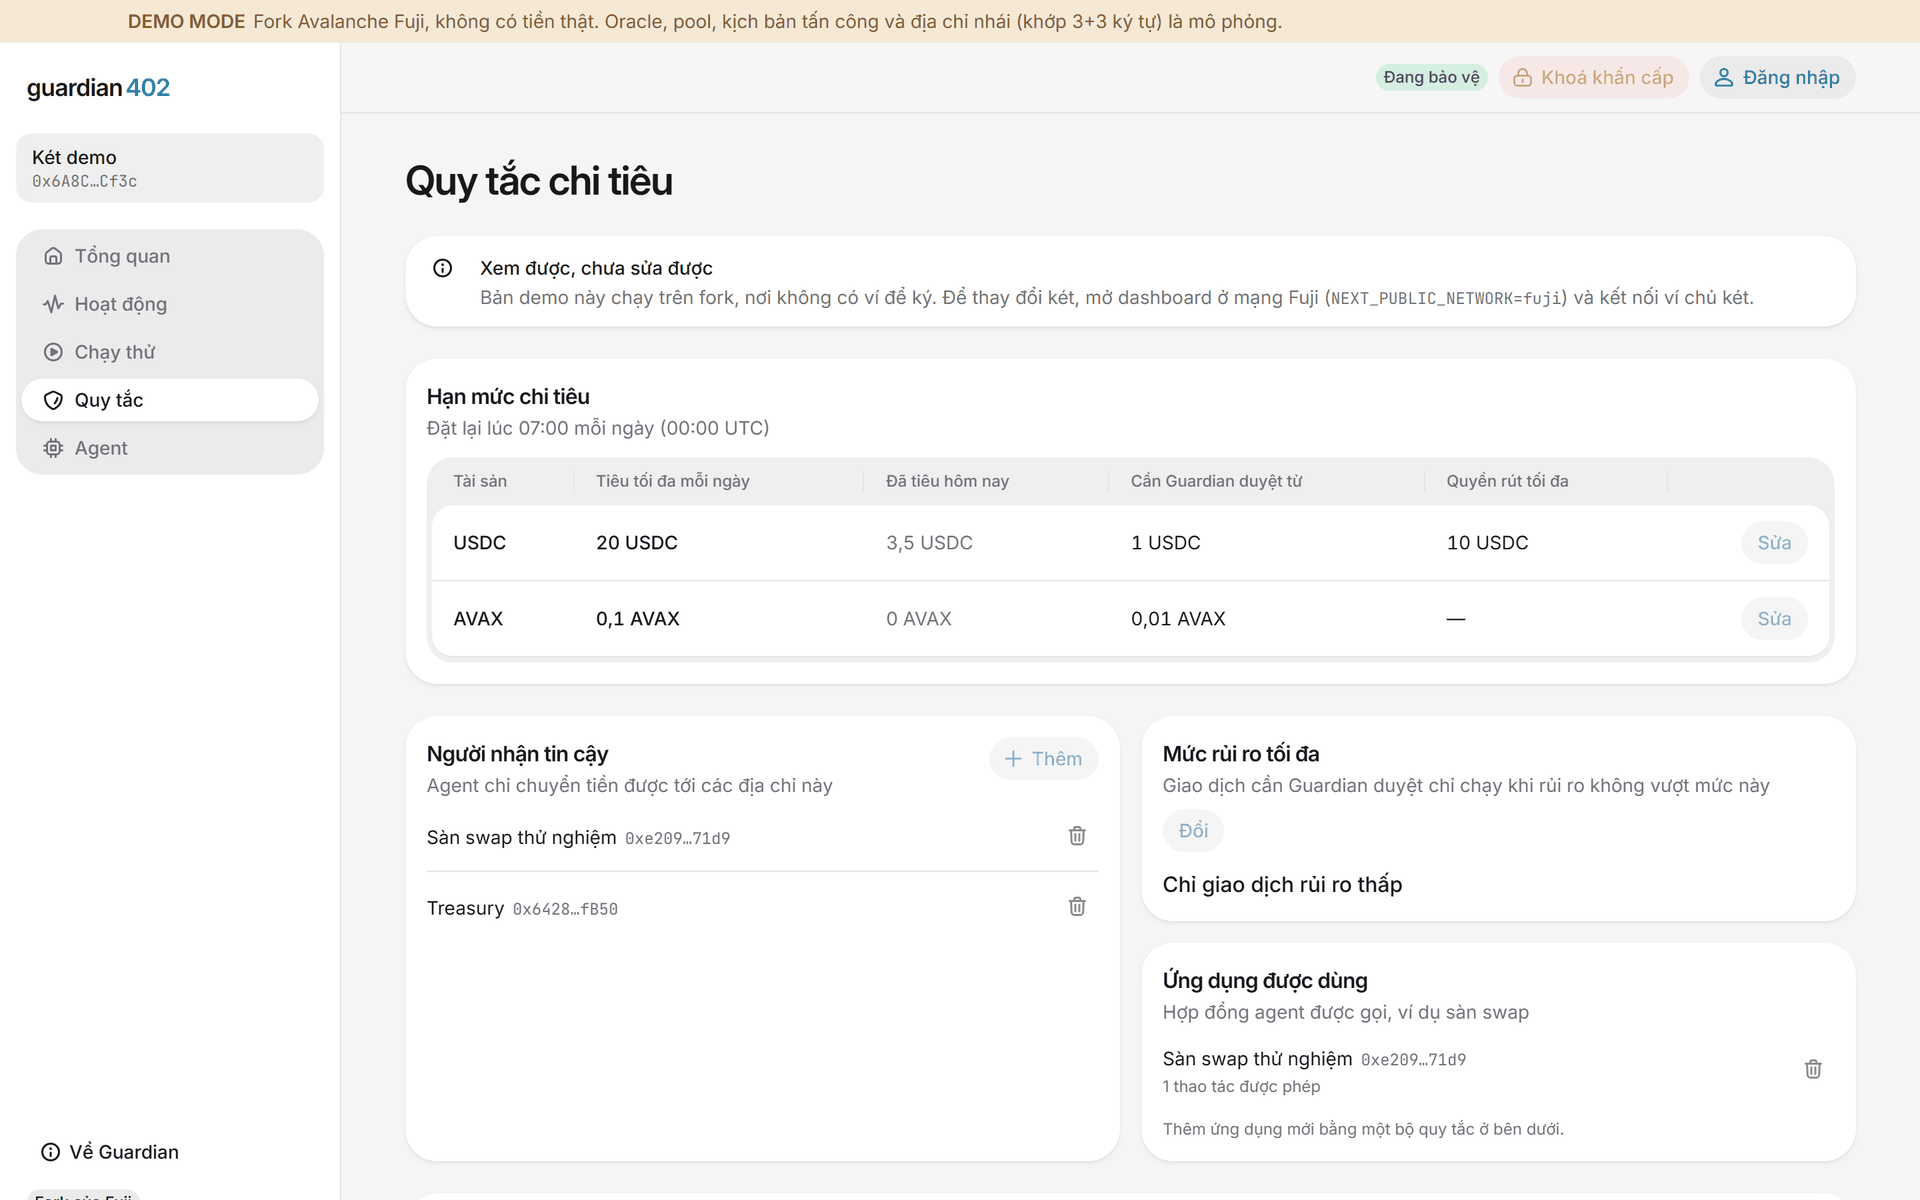 DEMO MODE Fork Avalanche Fuji, không có tiền thật. Oracle, pool, kịch bản tấn công và địa chỉ nhái (khớp 3+3 ký tự) là mô phỏng.
guardian402
Đang bảo vệ
Khoá khẩn cấp
Đăng nhập
Két demo
0x6A8C…Cf3c
Tổng quan
Hoạt động
Chạy thử
Quy tắc
Agent
Quy tắc chi tiêu
Xem được, chưa sửa được
Bản demo này chạy trên fork, nơi không có ví để ký. Để thay đổi két, mở dashboard ở mạng Fuji (NEXT_PUBLIC_NETWORK=fuji) và kết nối ví chủ két.
Hạn mức chi tiêu
Đặt lại lúc 07:00 mỗi ngày (00:00 UTC)
Tài sản Tiêu tối đa mỗi ngày Đã tiêu hôm nay Cần Guardian duyệt từ Quyền rút tối đa
USDC 20 USDC 3,5 USDC 1 USDC 10 USDC Sửa
AVAX 0,1 AVAX 0 AVAX 0,01 AVAX — Sửa
Người nhận tin cậy
Agent chỉ chuyển tiền được tới các địa chỉ này
Thêm
Sàn swap thử nghiệm 0xe209…71d9
Treasury 0x6428…fB50
Mức rủi ro tối đa
Giao dịch cần Guardian duyệt chỉ chạy khi rủi ro không vượt mức này
Đổi
Chỉ giao dịch rủi ro thấp
Ứng dụng được dùng
Hợp đồng agent được gọi, ví dụ sàn swap
Sàn swap thử nghiệm 0xe209…71d9
1 thao tác được phép
Thêm ứng dụng mới bằng một bộ quy tắc ở bên dưới.
Về Guardian
Fork của Fuji